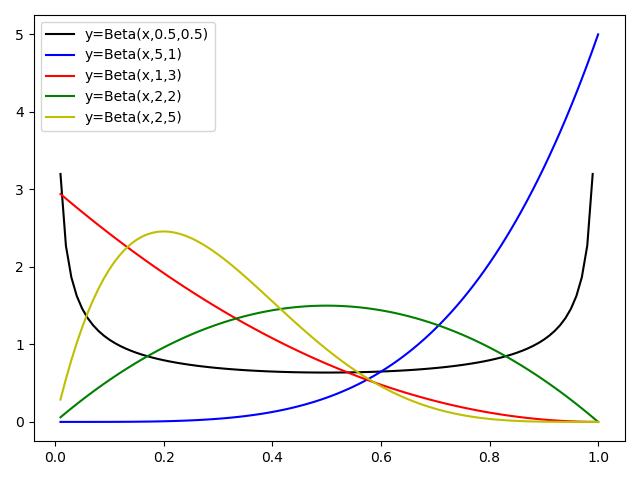 y=Beta(x,0.5,0.5)
y=Beta(x,5,1)
y=Beta(x,1,3)
y=Beta(x,2,2)
y=Beta(x,2,5)
5
4
3
2
1
0
0.0 0.2 0.4 0.6 0.8 1.0